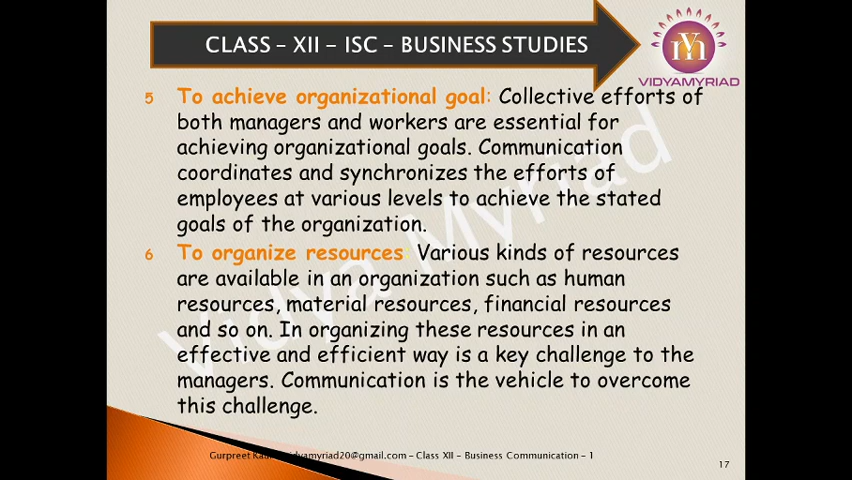 CLASS – XII – ISC – BUSINESS STUDIES
VIDYAMYRIAD
5 To achieve organizational goal: Collective efforts of
both managers and workers are essential for
achieving organizational goals. Communication
coordinates and synchronizes the efforts of
employees at various levels to achieve the stated
goals of the organization.
6 To organize resources: Various kinds of resources
are available in an organization such as human
resources, material resources, financial resources
and so on. In organizing these resources in an
effective and efficient way is a key challenge to the
managers. Communication is the vehicle to overcome
this challenge.
Vidya Myriad
Gurpreet vidyamyriad20@gmail.com – Class XII – Business Communication – 1
17